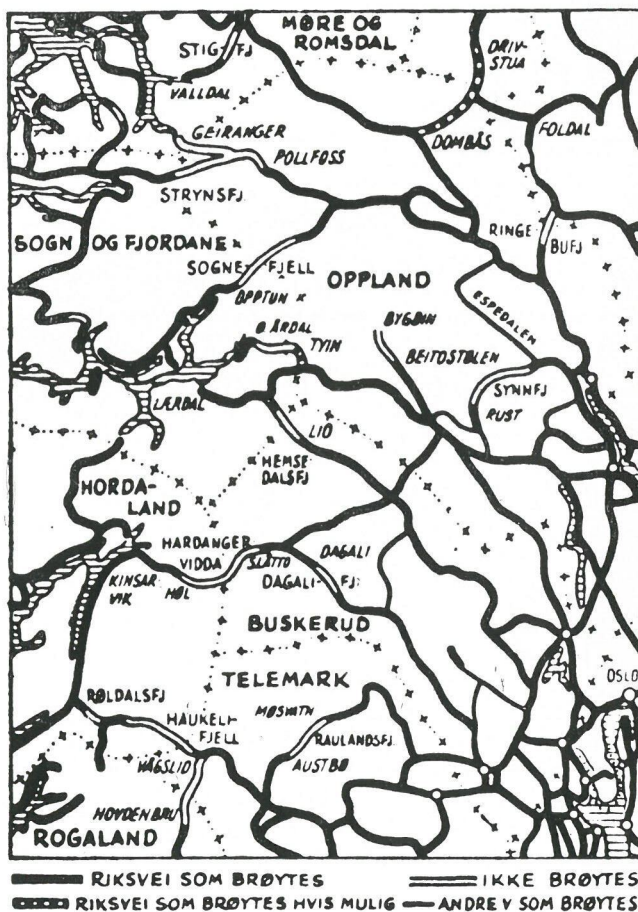 MØRE OG
ROMSDAL
STIG FJ
DRIV-
STUA
VALLDAL
GEIRANGER
POLLFOSS
DOMBÅS
FOLDAL
STRYNSFJ.
RINGE
BUFJ
SOGN OG FJORDANE
SOGNE-
FJELL
OPPLAND
OPPTUN
Ø ÅRDAL
TYIN
BYGDIN
ESPEDALEN
BEITOSTØLEN
SYNNFJ
RUST
LÆRDAL
LIO
HEMSE
DALSFJ
HORDA-
LAND
HARDANGER
VIDDA
SLÅTTO
DAGALI
KINSAR
VIK
HØL
DAGALI-
FJ.
BUSKERUD
TELEMARK
OSLO
RØLDALSFJ
HAUKELI-
FJELL
MØSVATN
RAULANDSFJ.
VÅGSLID
AUSTBØ
HOVDEN BRU
ROGALAND
RIKSVEI SOM BRØYTES
IKKE BRØYTES
RIKSVEI SOM BRØYTES HVIS MULIG
ANDRE V SOM BRØYTES